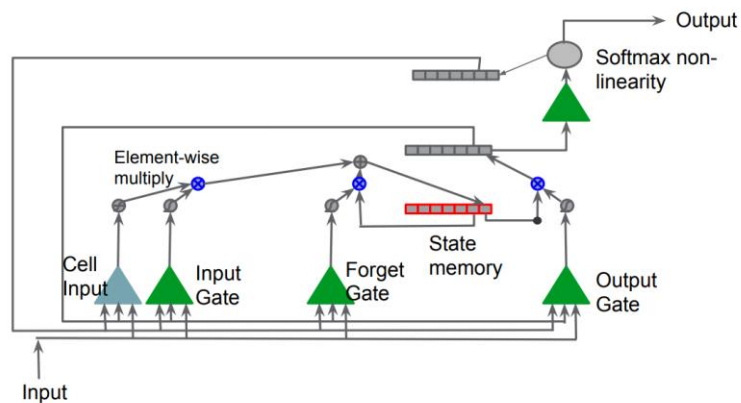 Output
Softmax non-
linearity
Element-wise
multiply
Cell
Input
Input
Gate
Forget
Gate
State
memory
Output
Gate
Input